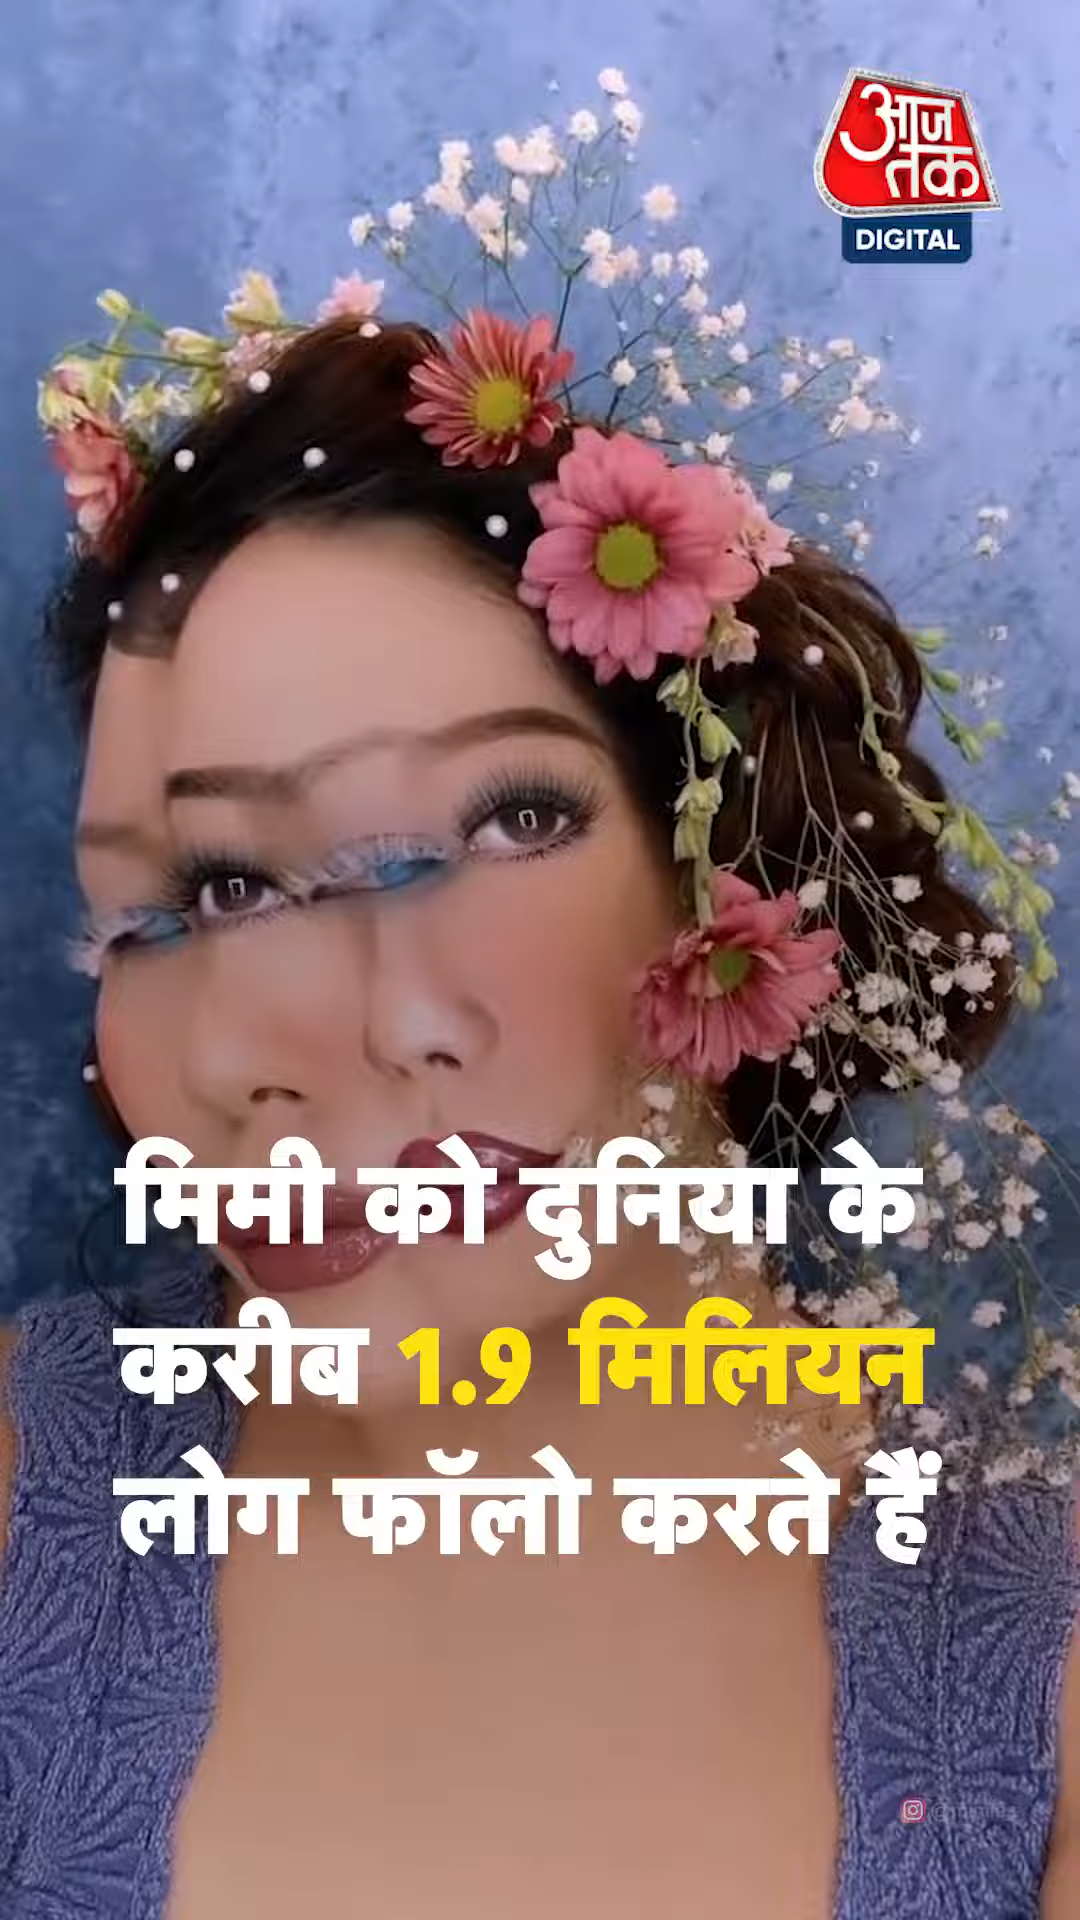 आज
तक
DIGITAL
मिमी को दुनिया के
करीब 1.9 मिलियन
लोग फॉलो करते हैं